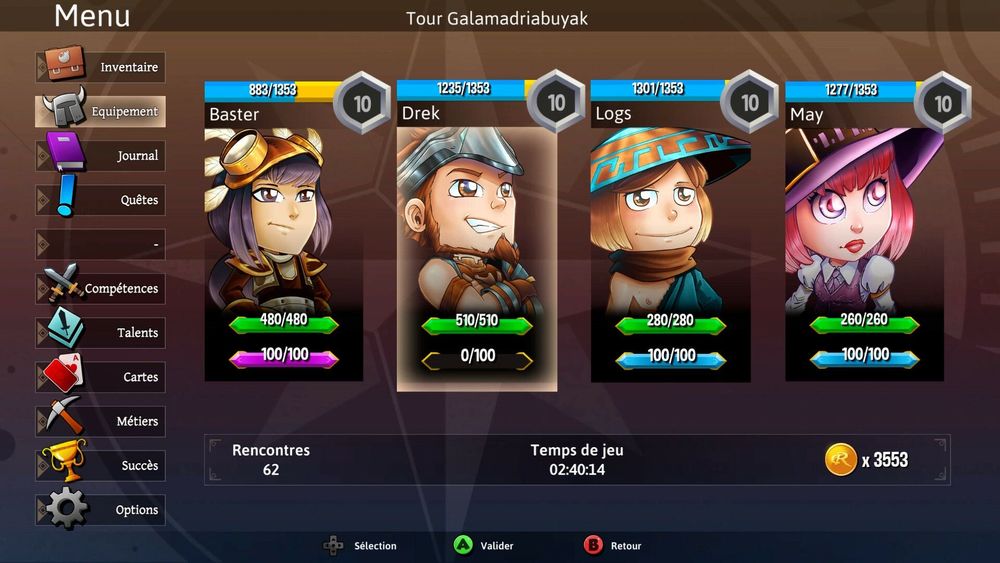 Menu
Tour Galamadriabuyak
Inventaire
Equipement
Journal
Quêtes
-
Compétences
Talents
Cartes
Métiers
Succès
Options
883/1353
10
Baster
480/480
100/100
1235/1353
10
Drek
510/510
0/100
1301/1353
10
Logs
280/280
100/100
1277/1353
10
May
260/260
100/100
Rencontres
62
Temps de jeu
02:40:14
R x 3553
Sélection
A Valider
B Retour